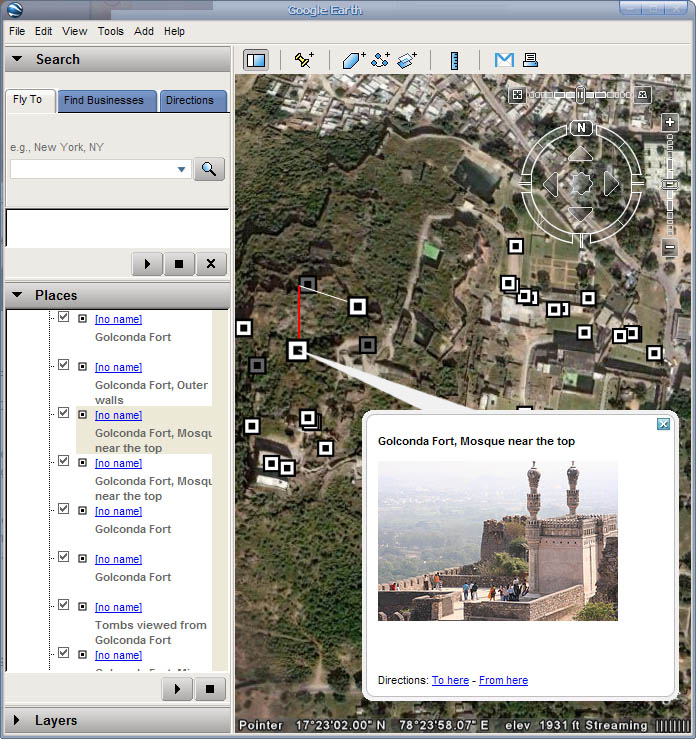 Google Earth
File Edit View Tools Add Help
Search
Fly To
Find Businesses
Directions
e.g., New York, NY
Places
[no name]
Golconda Fort
[no name]
Golconda Fort, Outer
walls
[no name]
Golconda Fort, Mosqu
near the top
[no name]
Golconda Fort, Mosqu
near the top
[no name]
Golconda Fort
[no name]
Golconda Fort
[no name]
Tombs viewed from
Golconda Fort
[no name]
Layers
N
Golconda Fort, Mosque near the top
Directions: To here - From here
Pointer 17°23'02.00" N 78°23'58.07" E elev 1931 ft Streaming